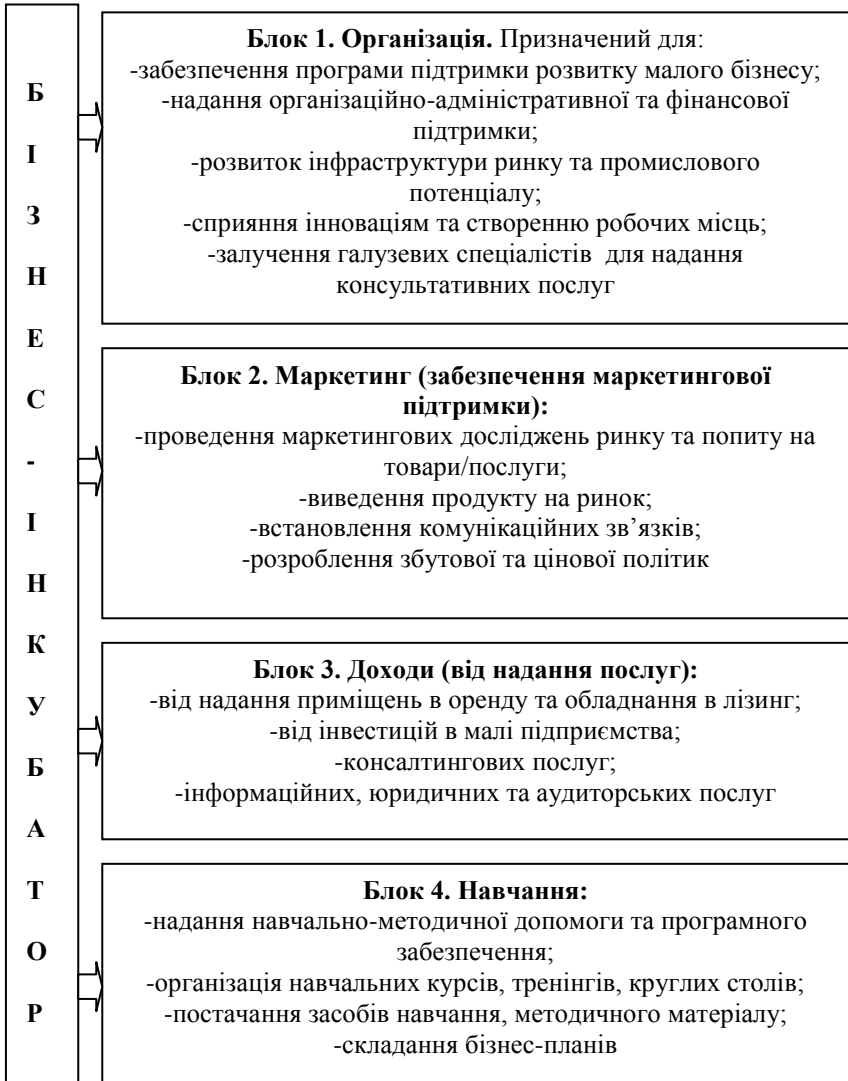 БІЗНЕС-ІНКУБАТОР
Блок 1. Організація. Призначений для:
-забезпечення програми підтримки розвитку малого бізнесу;
-надання організаційно-адміністративної та фінансової
підтримки;
-розвиток інфраструктури ринку та промислового
потенціалу;
-сприяння інноваціям та створенню робочих місць;
-залучення галузевих спеціалістів для надання
консультативних послуг
Блок 2. Маркетинг (забезпечення маркетингової
підтримки):
-проведення маркетингових досліджень ринку та попиту на
товари/послуги;
-виведення продукту на ринок;
-встановлення комунікаційних зв’язків;
-розроблення збутової та цінової політик
Блок 3. Доходи (від надання послуг):
-від надання приміщень в оренду та обладнання в лізинг;
-від інвестицій в малі підприємства;
-консалтингових послуг;
-інформаційних, юридичних та аудиторських послуг
Блок 4. Навчання:
-надання навчально-методичної допомоги та програмного
забезпечення;
-організація навчальних курсів, тренінгів, круглих столів;
-постачання засобів навчання, методичного матеріалу;
-складання бізнес-планів